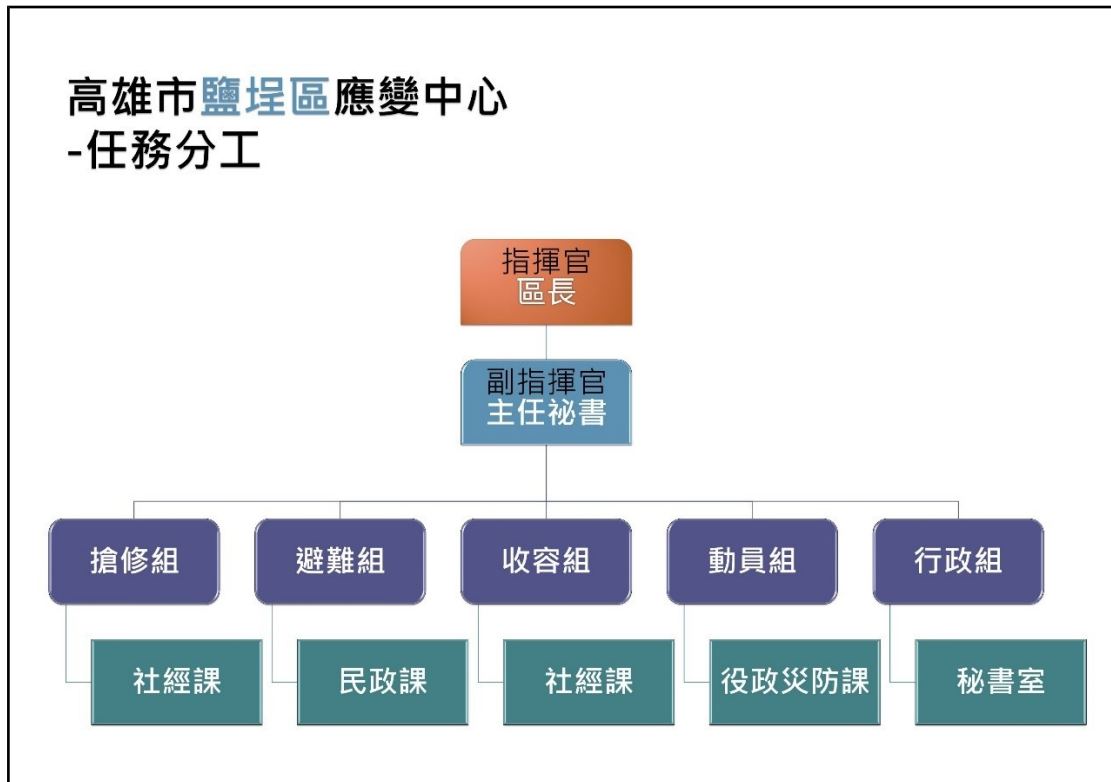 高雄市鹽埕區應變中心
-任務分工
指揮官
區長
副指揮官
主任祕書
搶修組
避難組
收容組
動員組
行政組
社經課
民政課
社經課
役政災防課
秘書室